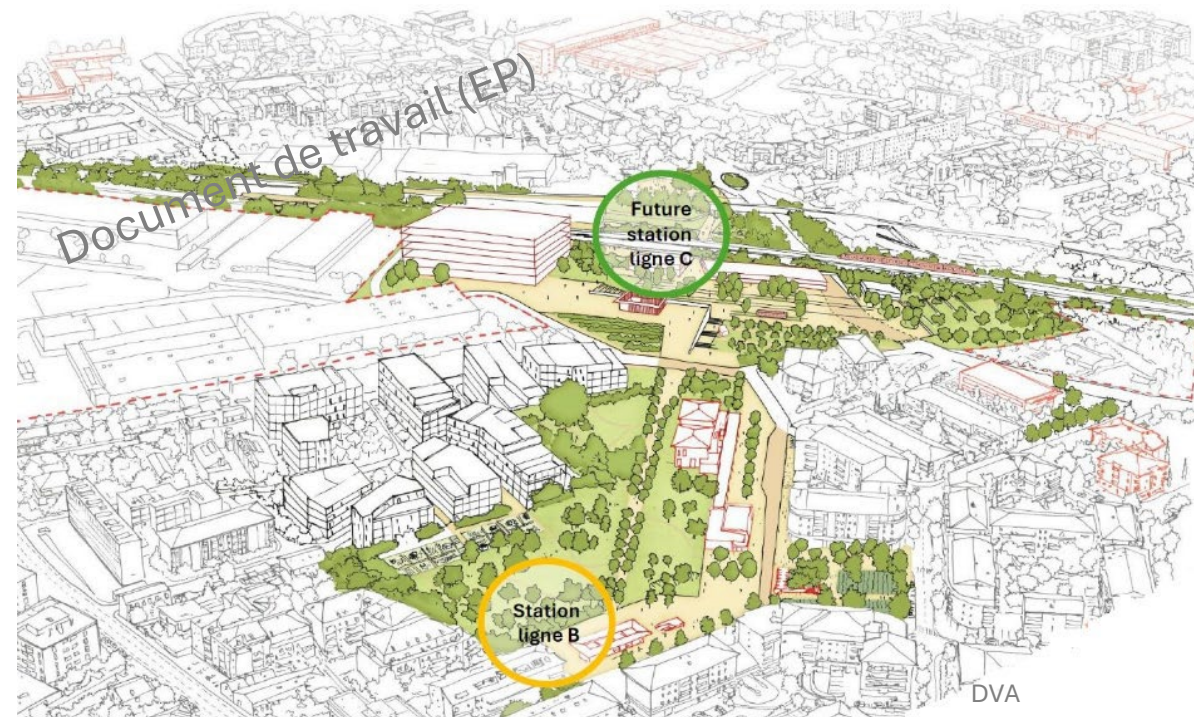 Document de travail (EP)
Future
station
ligne C
Station
ligne B
DVA